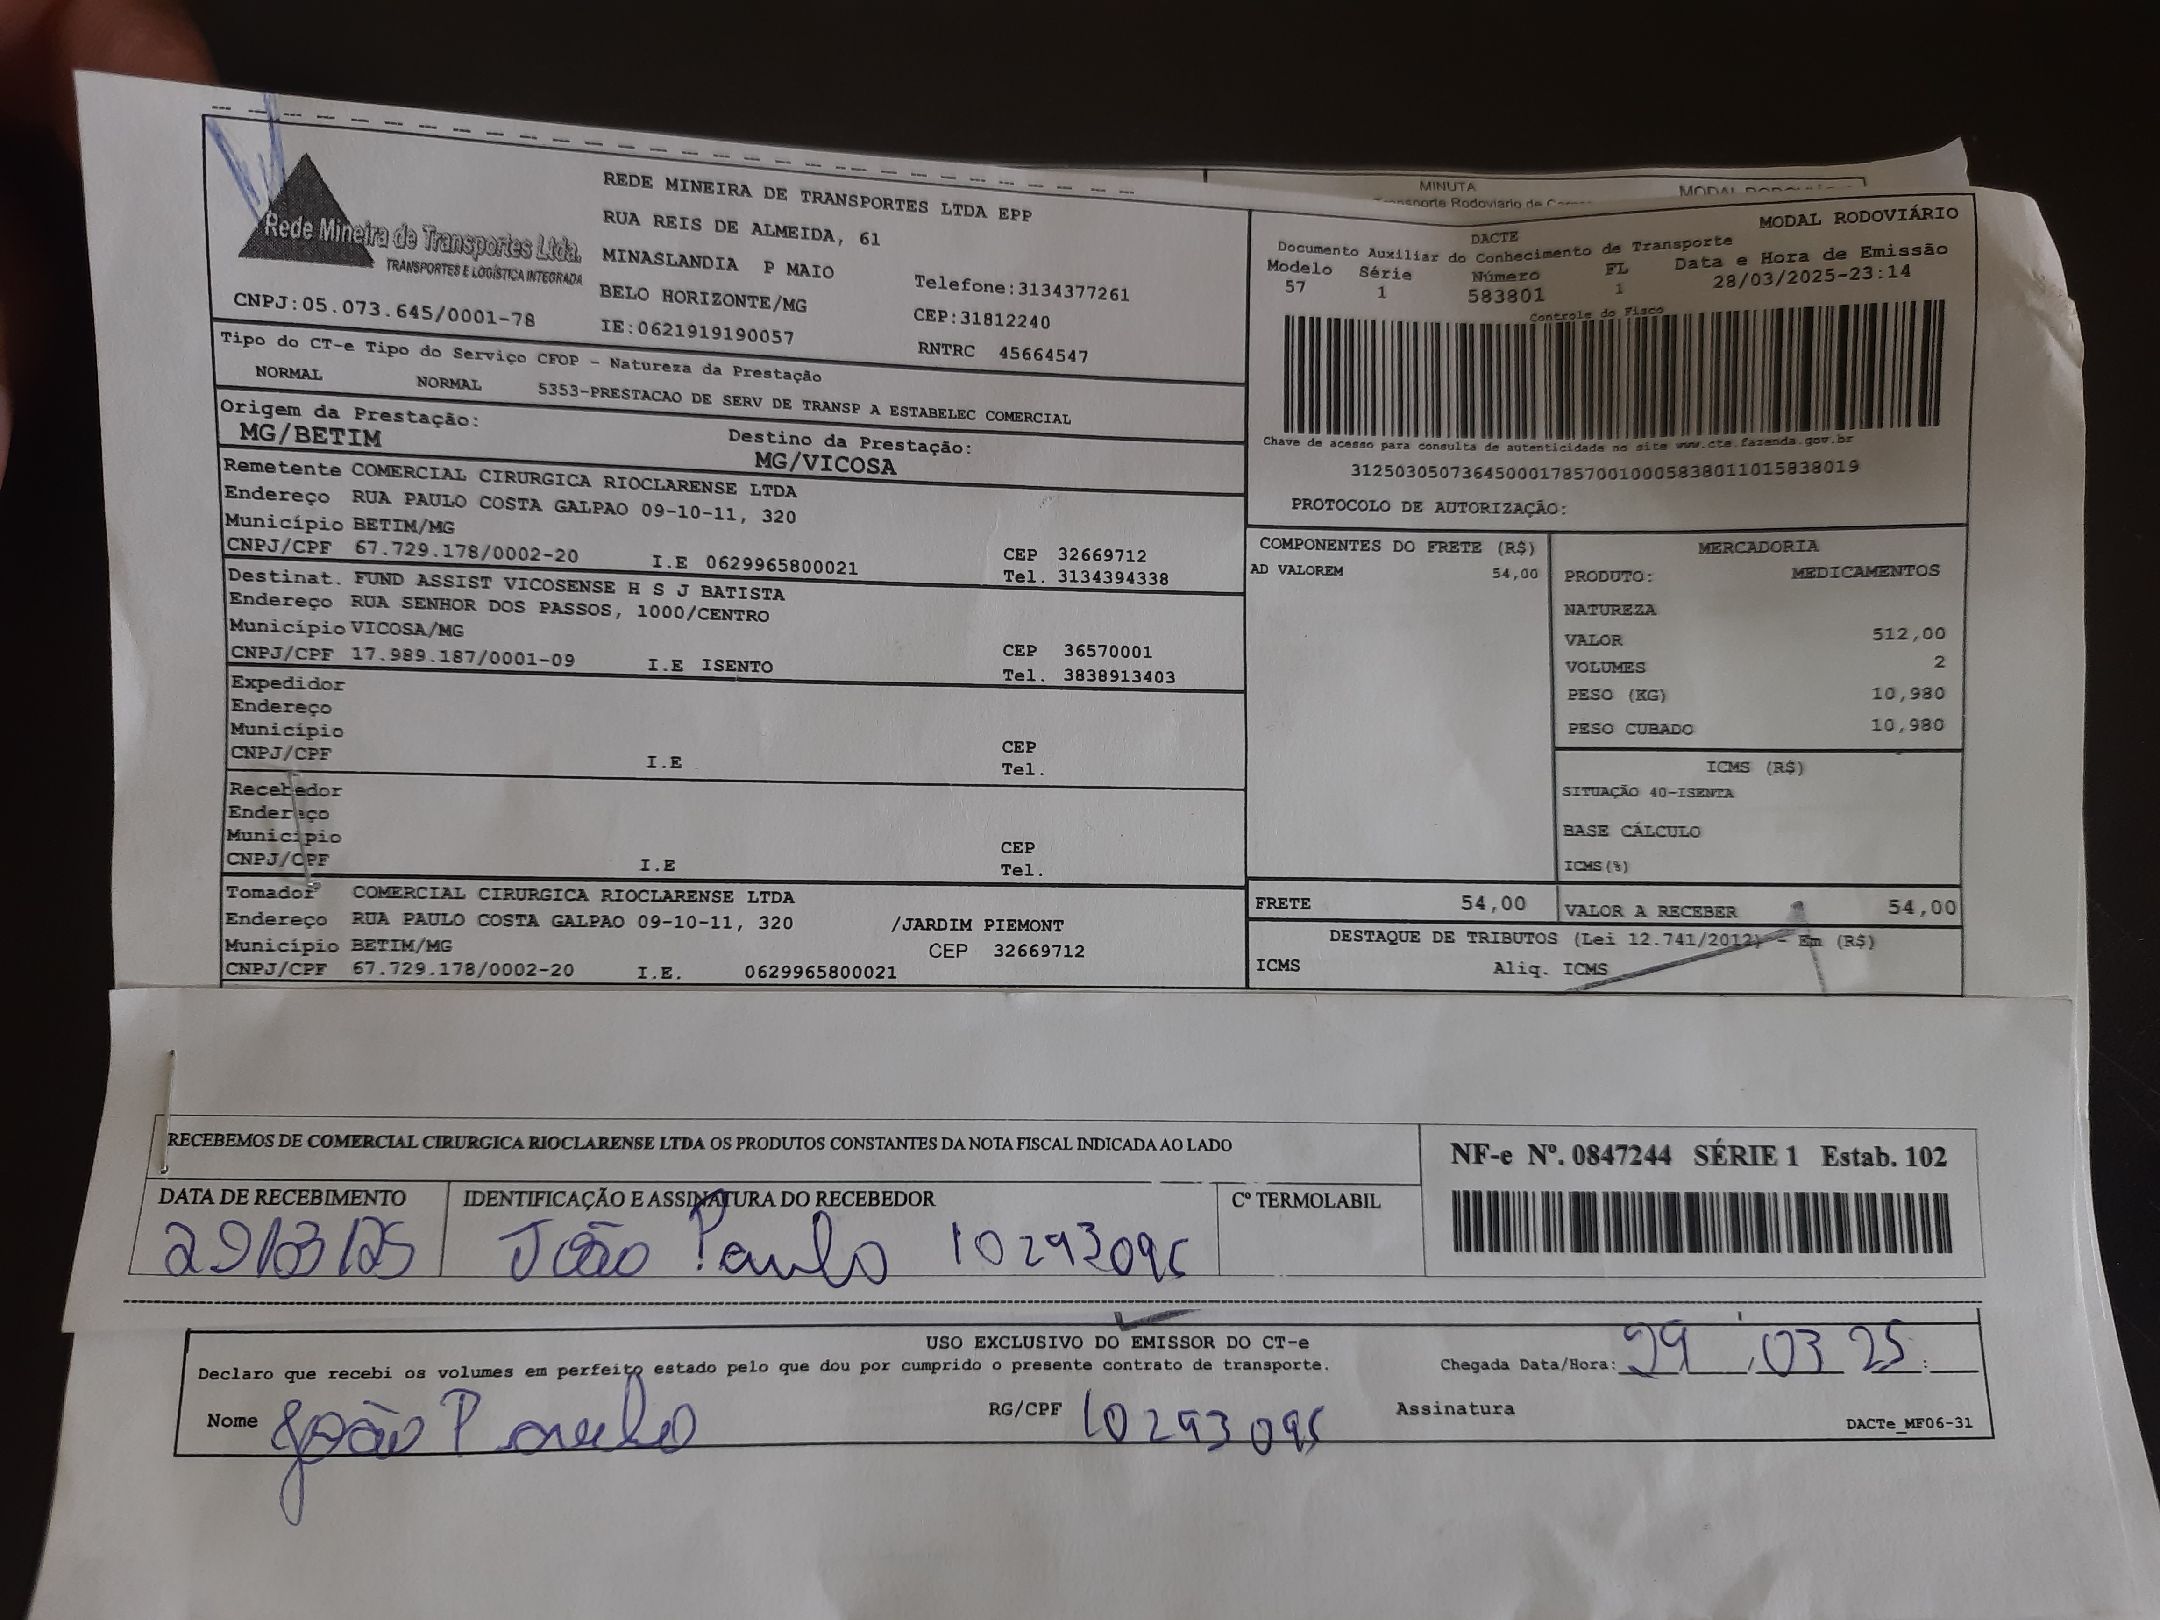 MINUTA
MODAL RODOVIÁRIO
Rede Mineira de Transportes Ltda.
TRANSPORTES E LOGÍSTICA INTEGRADA
CNPJ:05.073.645/0001-78
REDE MINEIRA DE TRANSPORTES LTDA EPP
RUA REIS DE ALMEIDA, 61
MINASLANDIA P MAIO
BELO HORIZONTE/MG
IE:0621919190057
Telefone:3134377261
CEP:31812240
RNTRC 45664547
DACTE
MODAL RODOVIÁRIO
Documento Auxiliar do Conhecimento de Transporte
Modelo Série Número FL Data e Hora de Emissão
57 1 583801 1 28/03/2025-23:14
Controle do Fisco
Chave de acesso para consulta de autenticidade no site www.cte.fazenda.gov.br
31250305073645000178570010005838011015838019
PROTOCOLO DE AUTORIZAÇÃO:
Tipo do CT-e Tipo do Serviço CFOP - Natureza da Prestação
NORMAL NORMAL 5353-PRESTACAO DE SERV DE TRANSP A ESTABELEC COMERCIAL
Origem da Prestação: Destino da Prestação:
MG/BETIM MG/VICOSA
Remetente COMERCIAL CIRURGICA RIOCLARENSE LTDA
Endereço RUA PAULO COSTA GALPAO 09-10-11, 320
Município BETIM/MG CEP 32669712
CNPJ/CPF 67.729.178/0002-20 I.E 0629965800021 Tel. 3134394338
Destinat. FUND ASSIST VICOSENSE H S J BATISTA
Endereço RUA SENHOR DOS PASSOS, 1000/CENTRO
Município VICOSA/MG CEP 36570001
CNPJ/CPF 17.989.187/0001-09 I.E ISENTO Tel. 3838913403
Expedidor
Endereço
Município CEP
CNPJ/CPF I.E Tel.
Recebedor
Endereço
Município CEP
CNPJ/CPF I.E Tel.
Tomador COMERCIAL CIRURGICA RIOCLARENSE LTDA
Endereço RUA PAULO COSTA GALPAO 09-10-11, 320 /JARDIM PIEMONT
Município BETIM/MG CEP 32669712
CNPJ/CPF 67.729.178/0002-20 I.E. 0629965800021
COMPONENTES DO FRETE (R$)
AD VALOREM 54,00
MERCADORIA
PRODUTO: MEDICAMENTOS
NATUREZA
VALOR 512,00
VOLUMES 2
PESO (KG) 10,980
PESO CUBADO 10,980
ICMS (R$)
SITUAÇÃO 40-ISENTA
BASE CÁLCULO
ICMS(%)
FRETE 54,00 VALOR A RECEBER 54,00
DESTAQUE DE TRIBUTOS (Lei 12.741/2012) - Em (R$)
ICMS Aliq. ICMS
RECEBEMOS DE COMERCIAL CIRURGICA RIOCLARENSE LTDA OS PRODUTOS CONSTANTES DA NOTA FISCAL INDICADA AO LADO
NF-e Nº. 0847244 SÉRIE 1 Estab. 102
DATA DE RECEBIMENTO IDENTIFICAÇÃO E ASSINATURA DO RECEBEDOR Cº TERMOLABIL
João Paulo
USO EXCLUSIVO DO EMISSOR DO CT-e
Declaro que recebi os volumes em perfeito estado pelo que dou por cumprido o presente contrato de transporte. Chegada Data/Hora: 29 03 25
Nome João Paulo RG/CPF Assinatura
DACTe_MF06-31